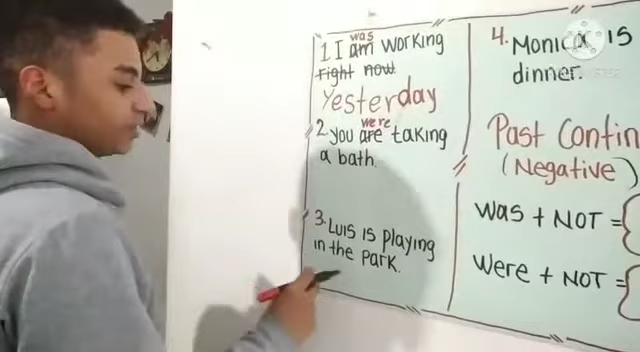 was
1 I am working
right now
Yesterday
were
2 you are taking
a bath.
3. Luis is playing
in the park.
4. Monica is
dinner.
Past Contin
(Negative)
Was + NOT =
Were + NOT =